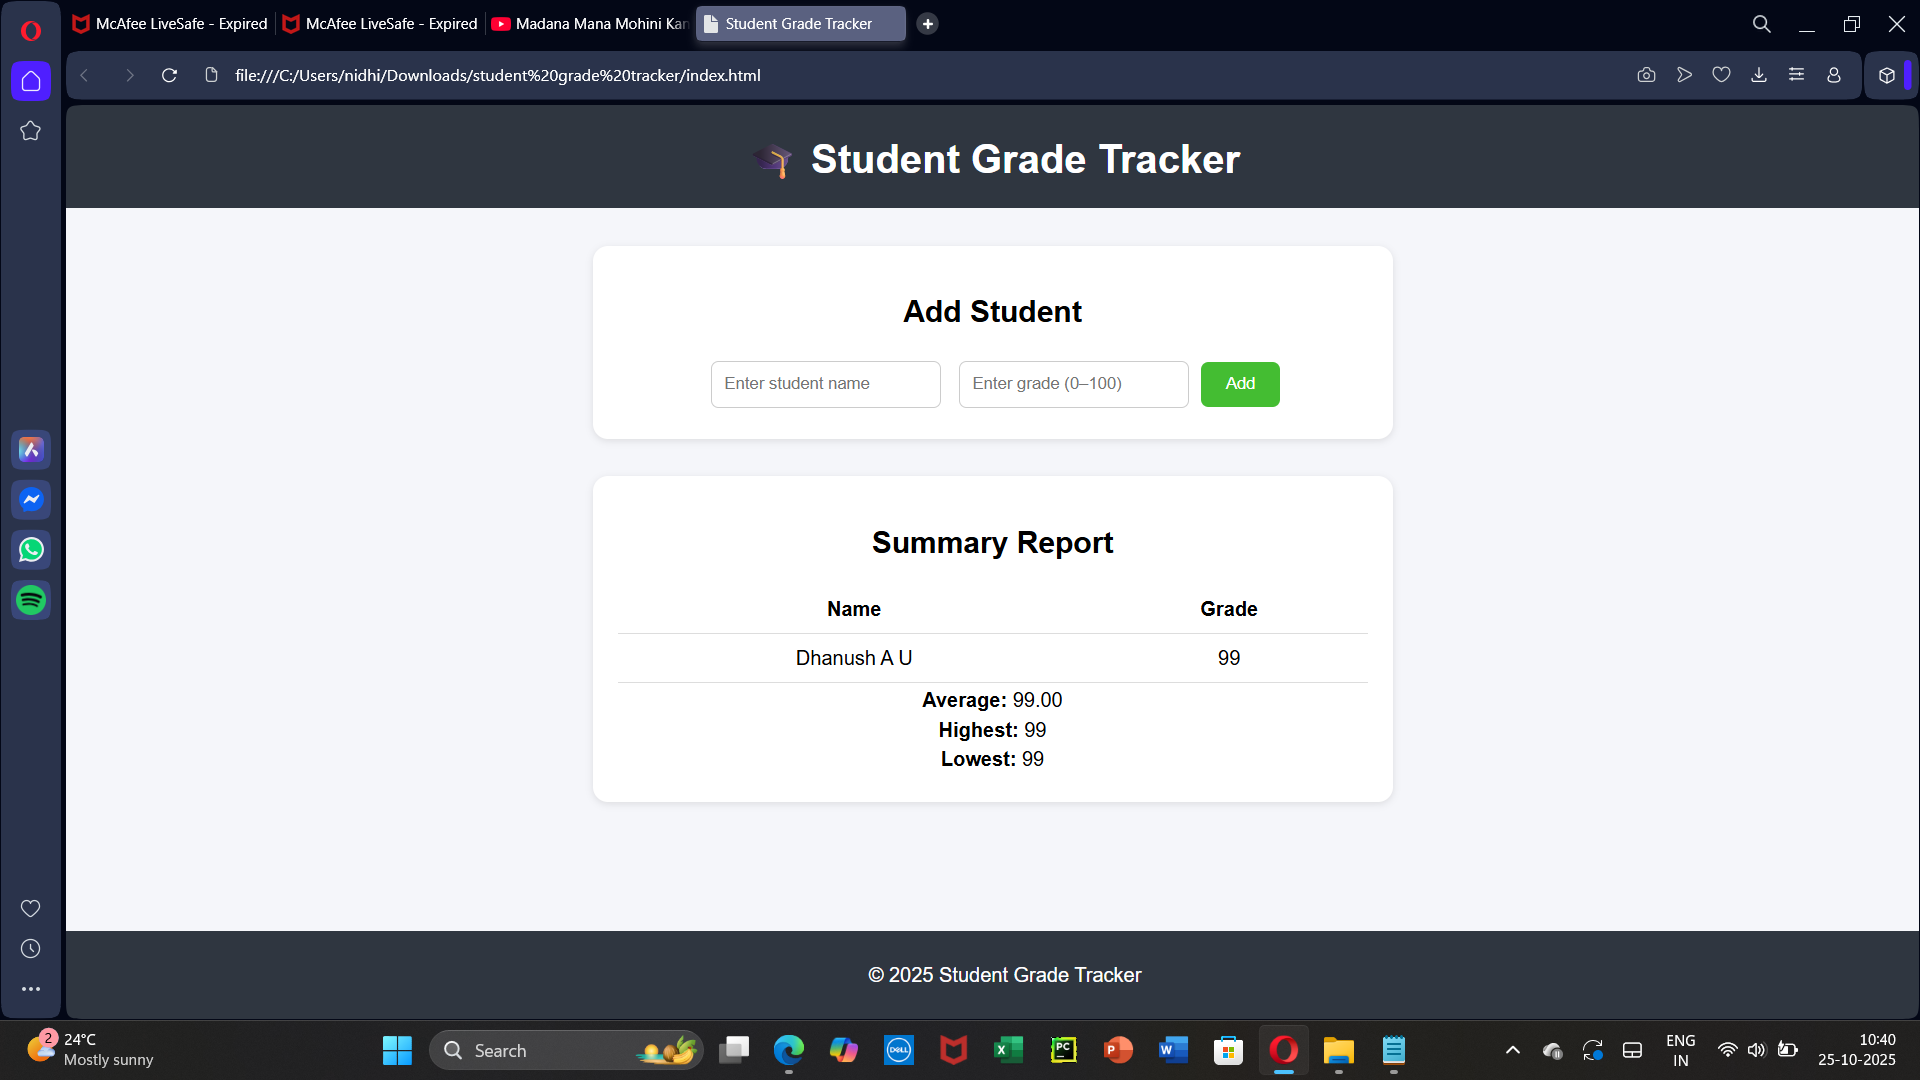 McAfee LiveSafe - Expired
McAfee LiveSafe - Expired
Madana Mana Mohini Kan
Student Grade Tracker
file:///C:/Users/nidhi/Downloads/student%20grade%20tracker/index.html
🎓 Student Grade Tracker
Add Student
Enter student name
Enter grade (0–100)
Add
Summary Report
Name Grade
Dhanush A U 99
Average: 99.00
Highest: 99
Lowest: 99
© 2025 Student Grade Tracker
2
24°C
Mostly sunny
Search
DELL
PC
ENG
IN
10:40
25-10-2025